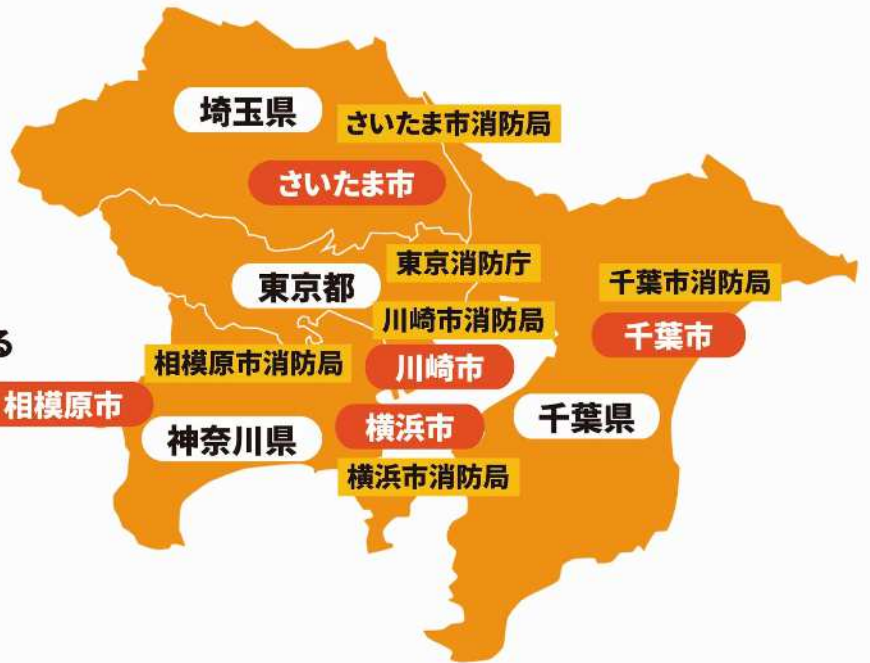 埼玉県
さいたま市消防局
さいたま市
東京消防庁
東京都
千葉市消防局
川崎市消防局
千葉市
る
相模原市消防局
川崎市
相模原市
千葉県
横浜市
神奈川県
横浜市消防局